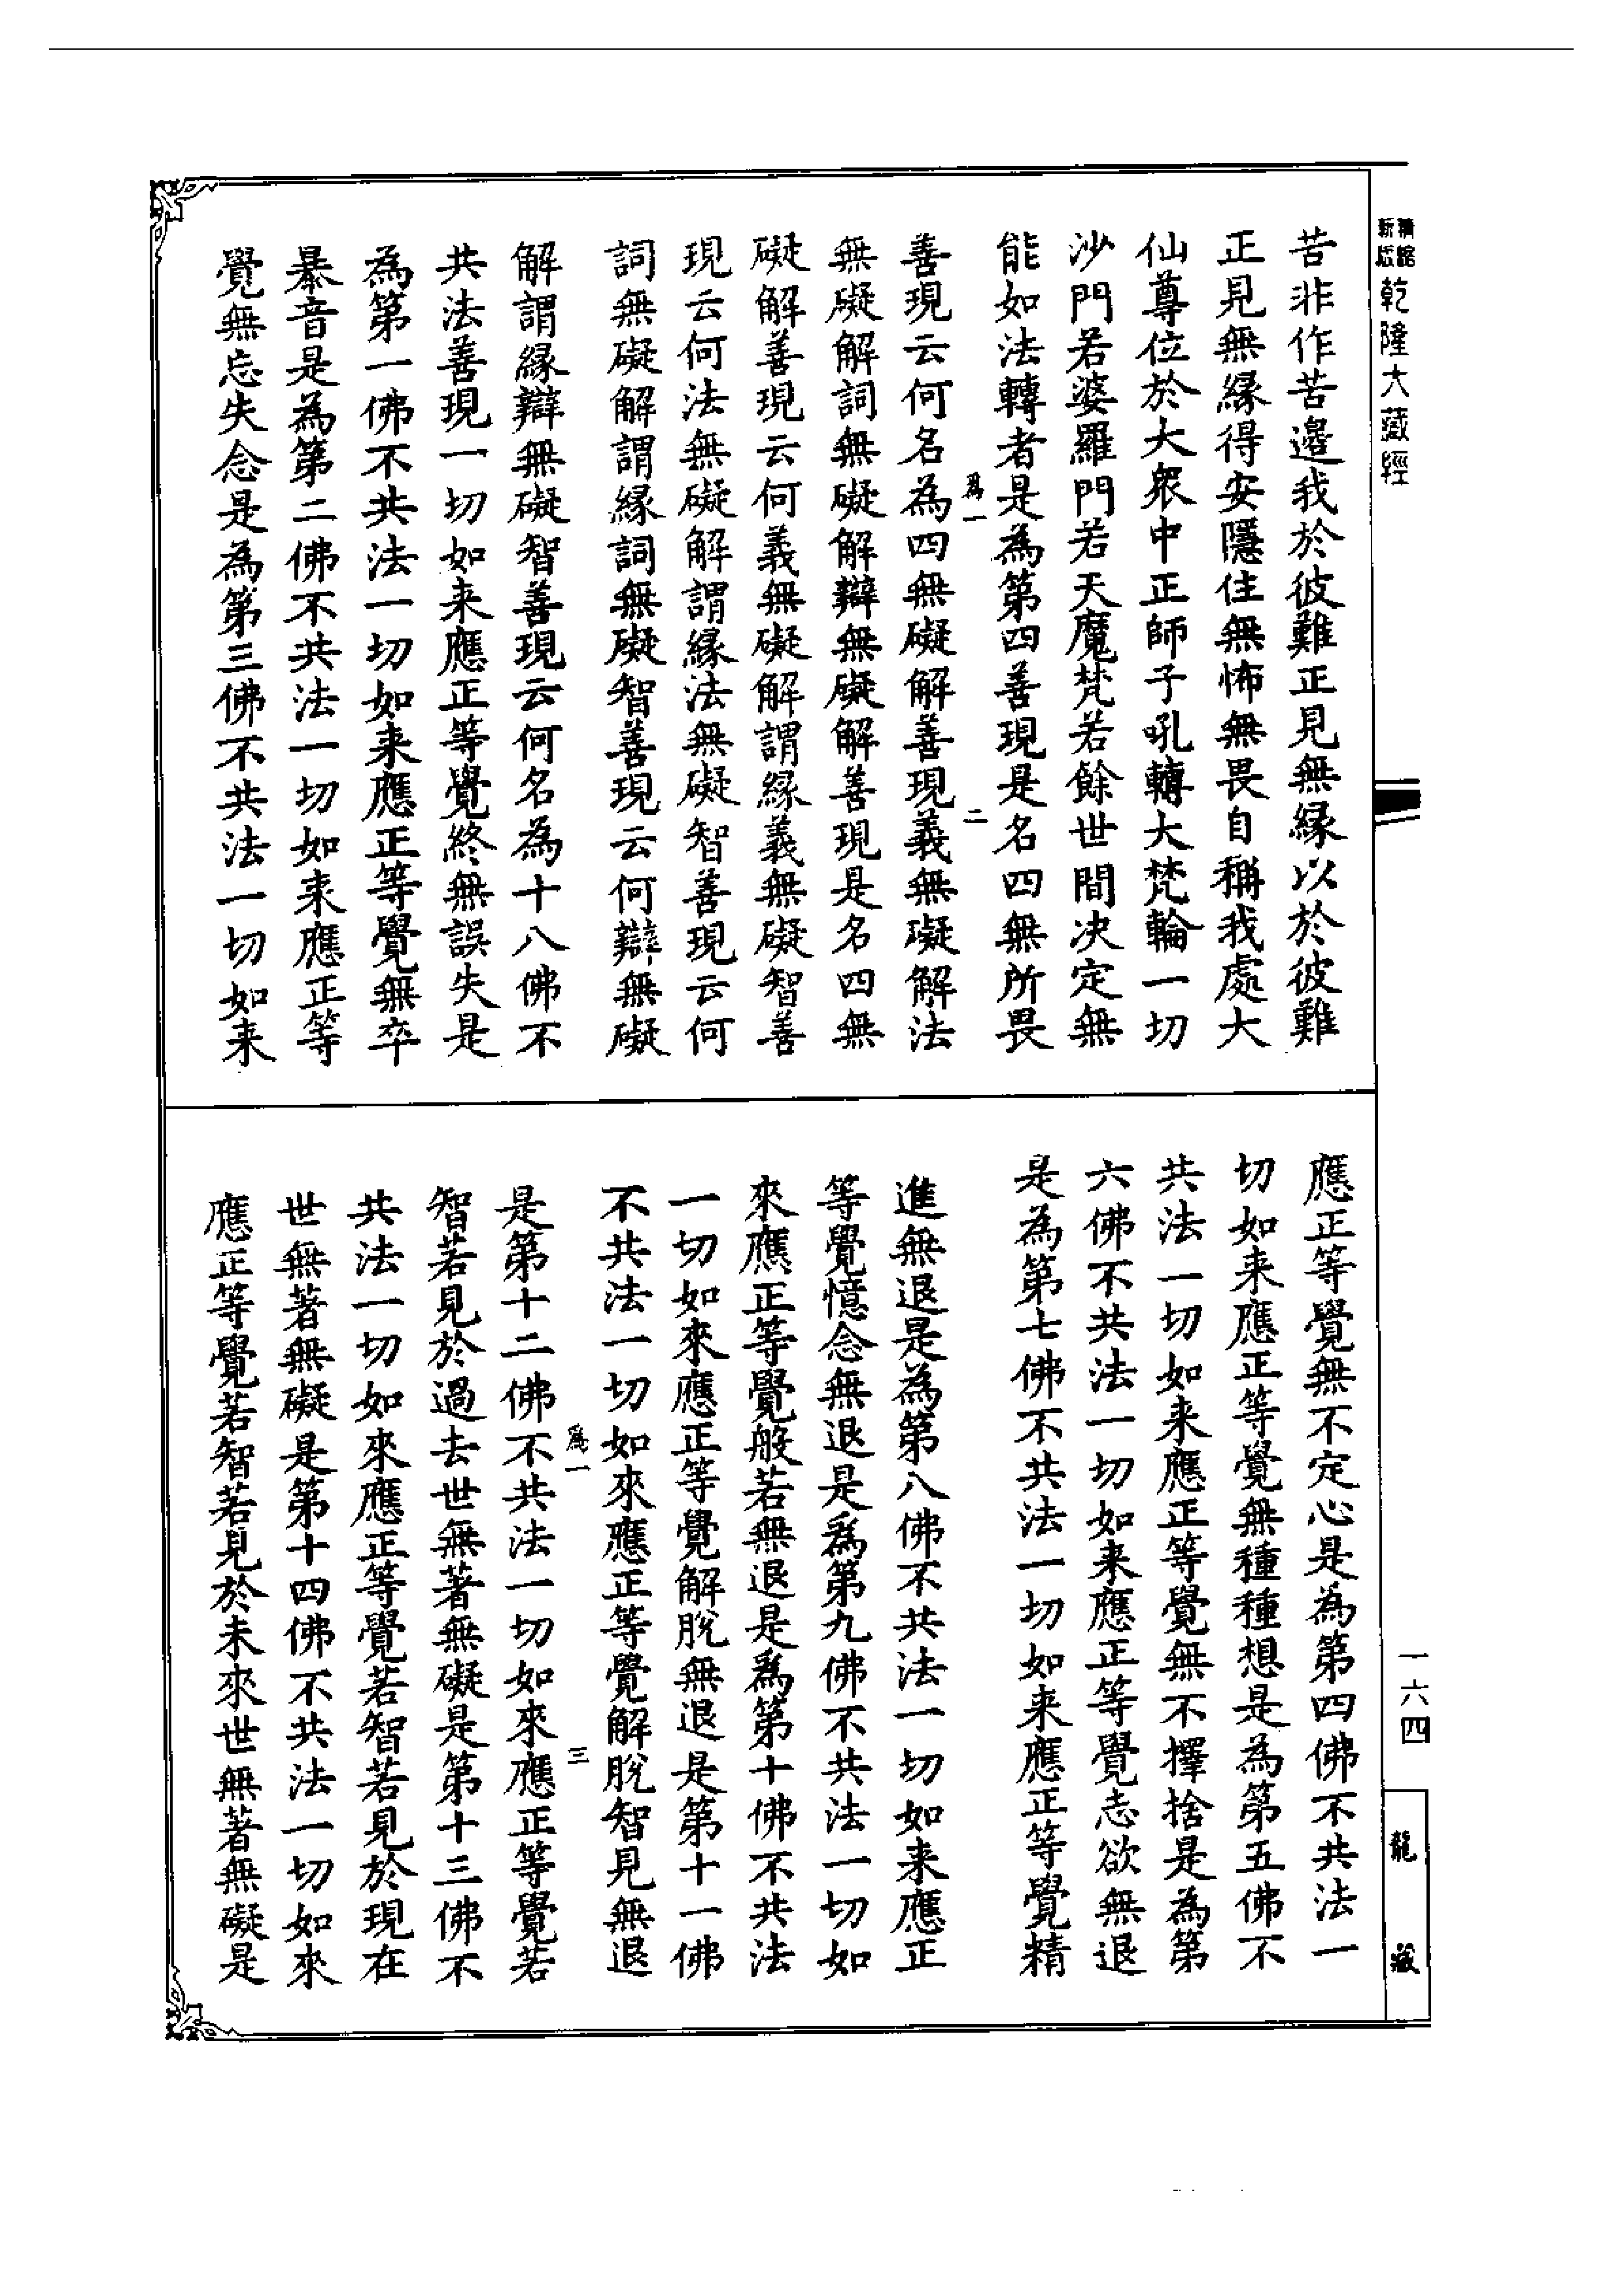 新版
精縮
乾隆大藏經
一六四
龍藏
苦非作苦邉我於彼難正見無縁以於彼難
正見無縁得安隱住無怖無畏自稱我處大
仙尊位於大衆中正師子吼轉大梵輪一切
沙門若婆羅門若天魔梵若餘世間决定無
能如法轉者是為第四善現是名四無所畏
爲一
二
善現云何名為四無礙解善現義無礙解法
無礙解詞無礙解辯無礙解善現是名四無
礙解善現云何義無礙解謂縁義無礙智善
現云何法無礙解謂縁法無礙智善現云何
詞無礙解謂縁詞無礙智善現云何辯無礙
解謂縁辯無礙智善現云何名為十八佛不
共法善現一切如来應正等覺終無誤失是
為第一佛不共法一切如来應正等覺無卒
暴音是為第二佛不共法一切如来應正等
覺無忘失念是為第三佛不共法一切如来
應正等覺無不定心是為第四佛不共法一
切如来應正等覺無種種想是為第五佛不
共法一切如来應正等覺無不擇捨是為第
六佛不共法一切如来應正等覺志欲無退
是為第七佛不共法一切如来應正等覺精
進無退是為第八佛不共法一切如来應正
等覺憶念無退是爲第九佛不共法一切如
來應正等覺般若無退是爲第十佛不共法
一切如來應正等覺解脫無退是第十一佛
不共法一切如來應正等覺解脫智見無退
爲一
三
是第十二佛不共法一切如來應正等覺若
智若見於過去世無著無礙是第十三佛不
共法一切如來應正等覺若智若見於現在
世無著無礙是第十四佛不共法一切如來
應正等覺若智若見於未來世無著無礙是